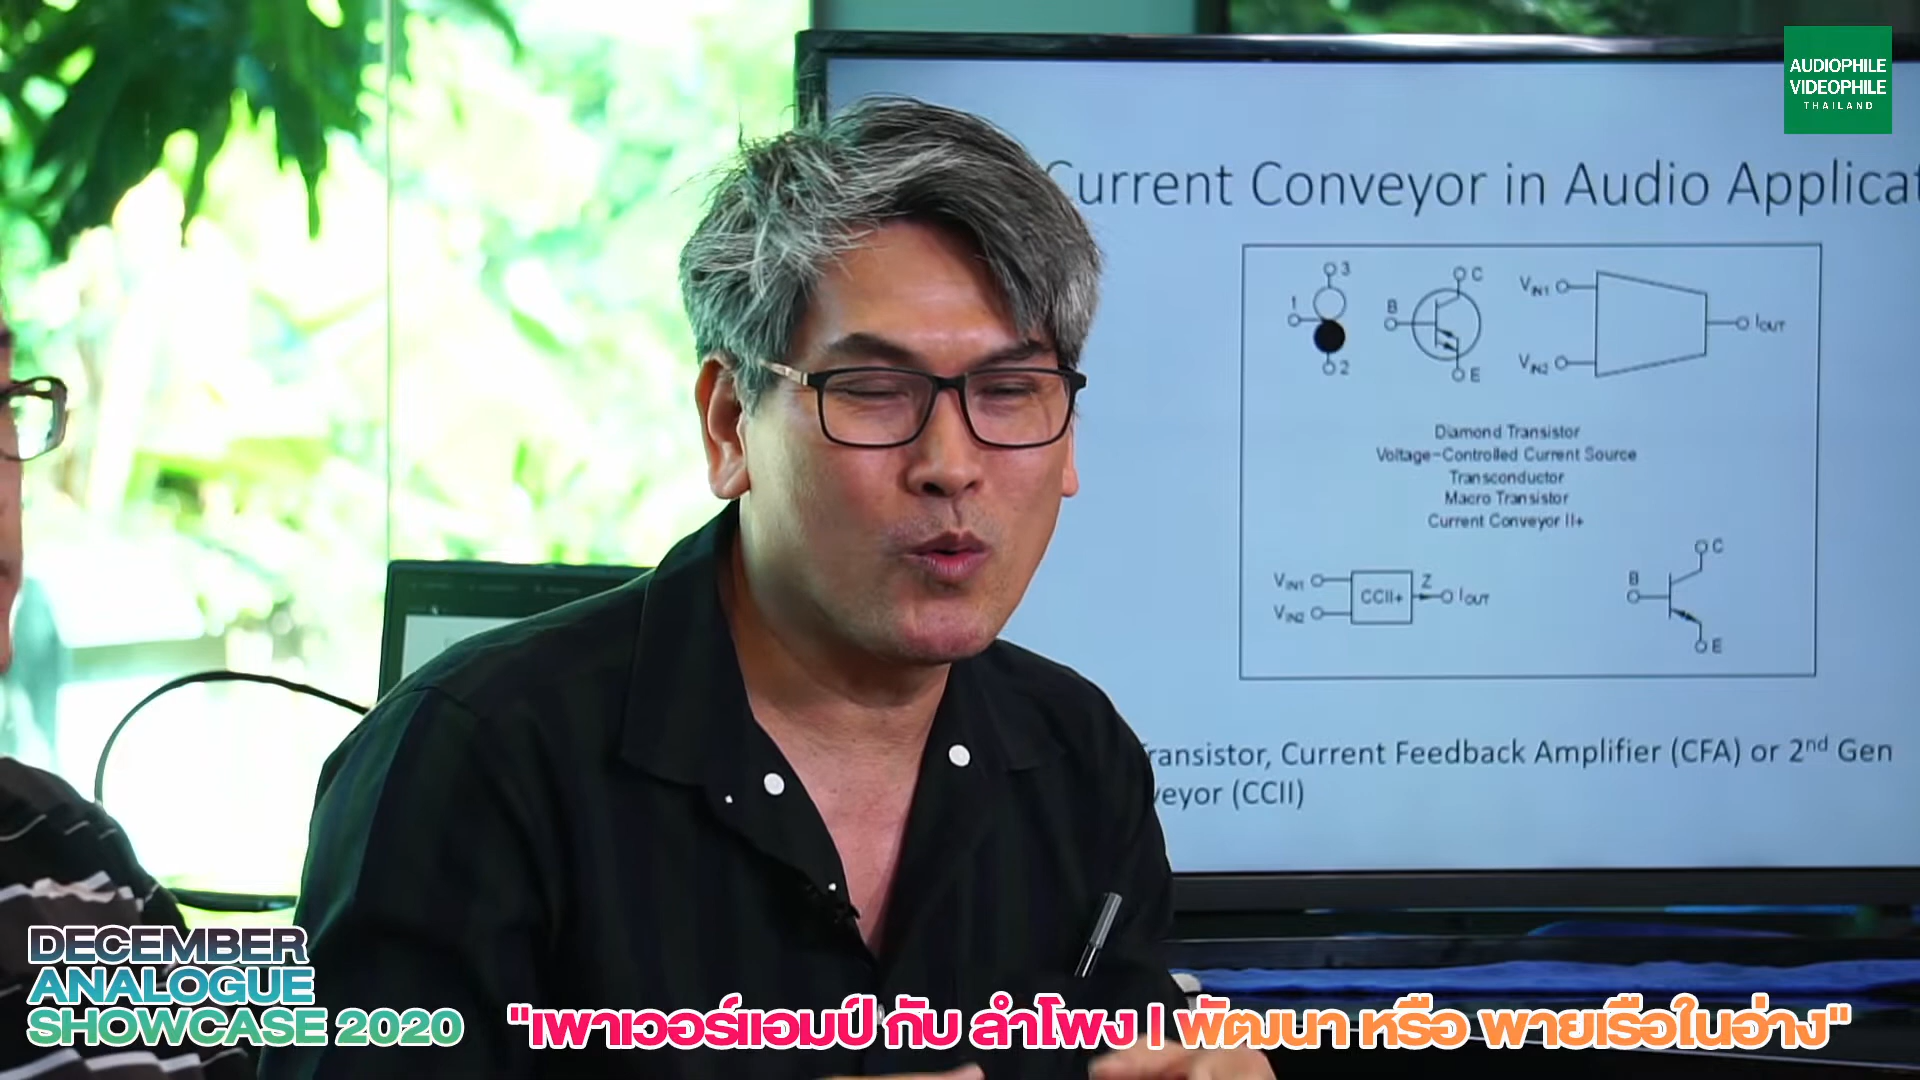 AUDIOPHILE
VIDEOPHILE
THAILAND
Current Conveyor in Audio Applicat
3
1
2
C
B
E
VIN1
VIN2
IOUT
Diamond Transistor
Voltage-Controlled Current Source
Transconductor
Macro Transistor
Current Conveyor II+
VIN1
VIN2
CCII+
Z
IOUT
C
B
E
ransistor, Current Feedback Amplifier (CFA) or 2nd Gen
veyor (CCII)
DECEMBER
ANALOGUE
SHOWCASE 2020
"เพาเวอร์แอมป์ กับ ลำโพง | พัฒนา หรือ พายเรือในอ่าง"